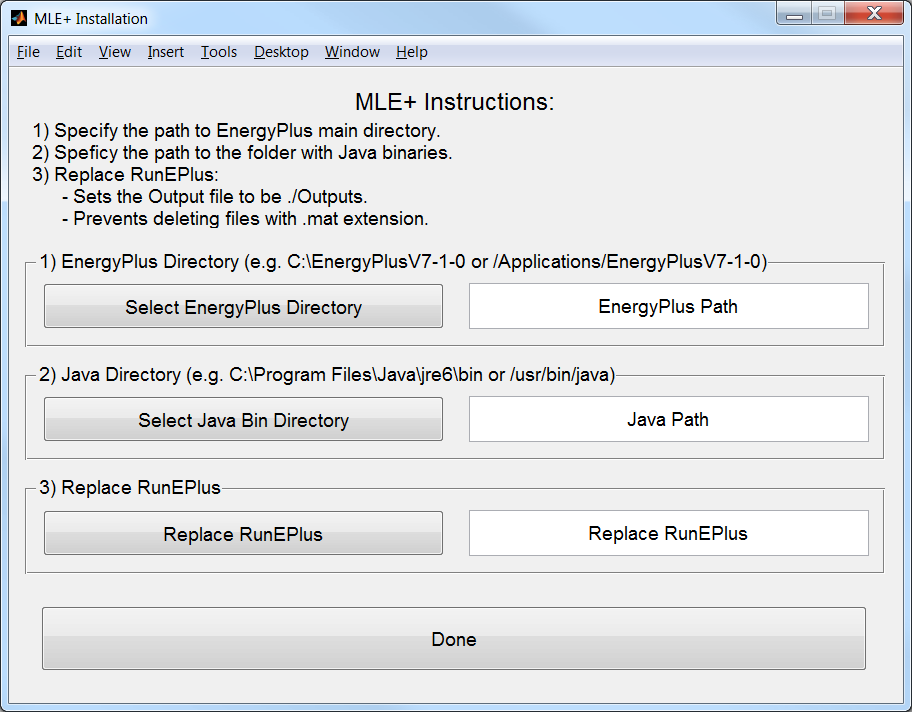 MLE+ Installation
File Edit View Insert Tools Desktop Window Help
MLE+ Instructions:
1) Specify the path to EnergyPlus main directory.
2) Speficy the path to the folder with Java binaries.
3) Replace RunEPlus:
- Sets the Output file to be ./Outputs.
- Prevents deleting files with .mat extension.
1) EnergyPlus Directory (e.g. C:\EnergyPlusV7-1-0 or /Applications/EnergyPlusV7-1-0)
Select EnergyPlus Directory EnergyPlus Path
2) Java Directory (e.g. C:\Program Files\Java\jre6\bin or /usr/bin/java)
Select Java Bin Directory Java Path
3) Replace RunEPlus
Replace RunEPlus Replace RunEPlus
Done